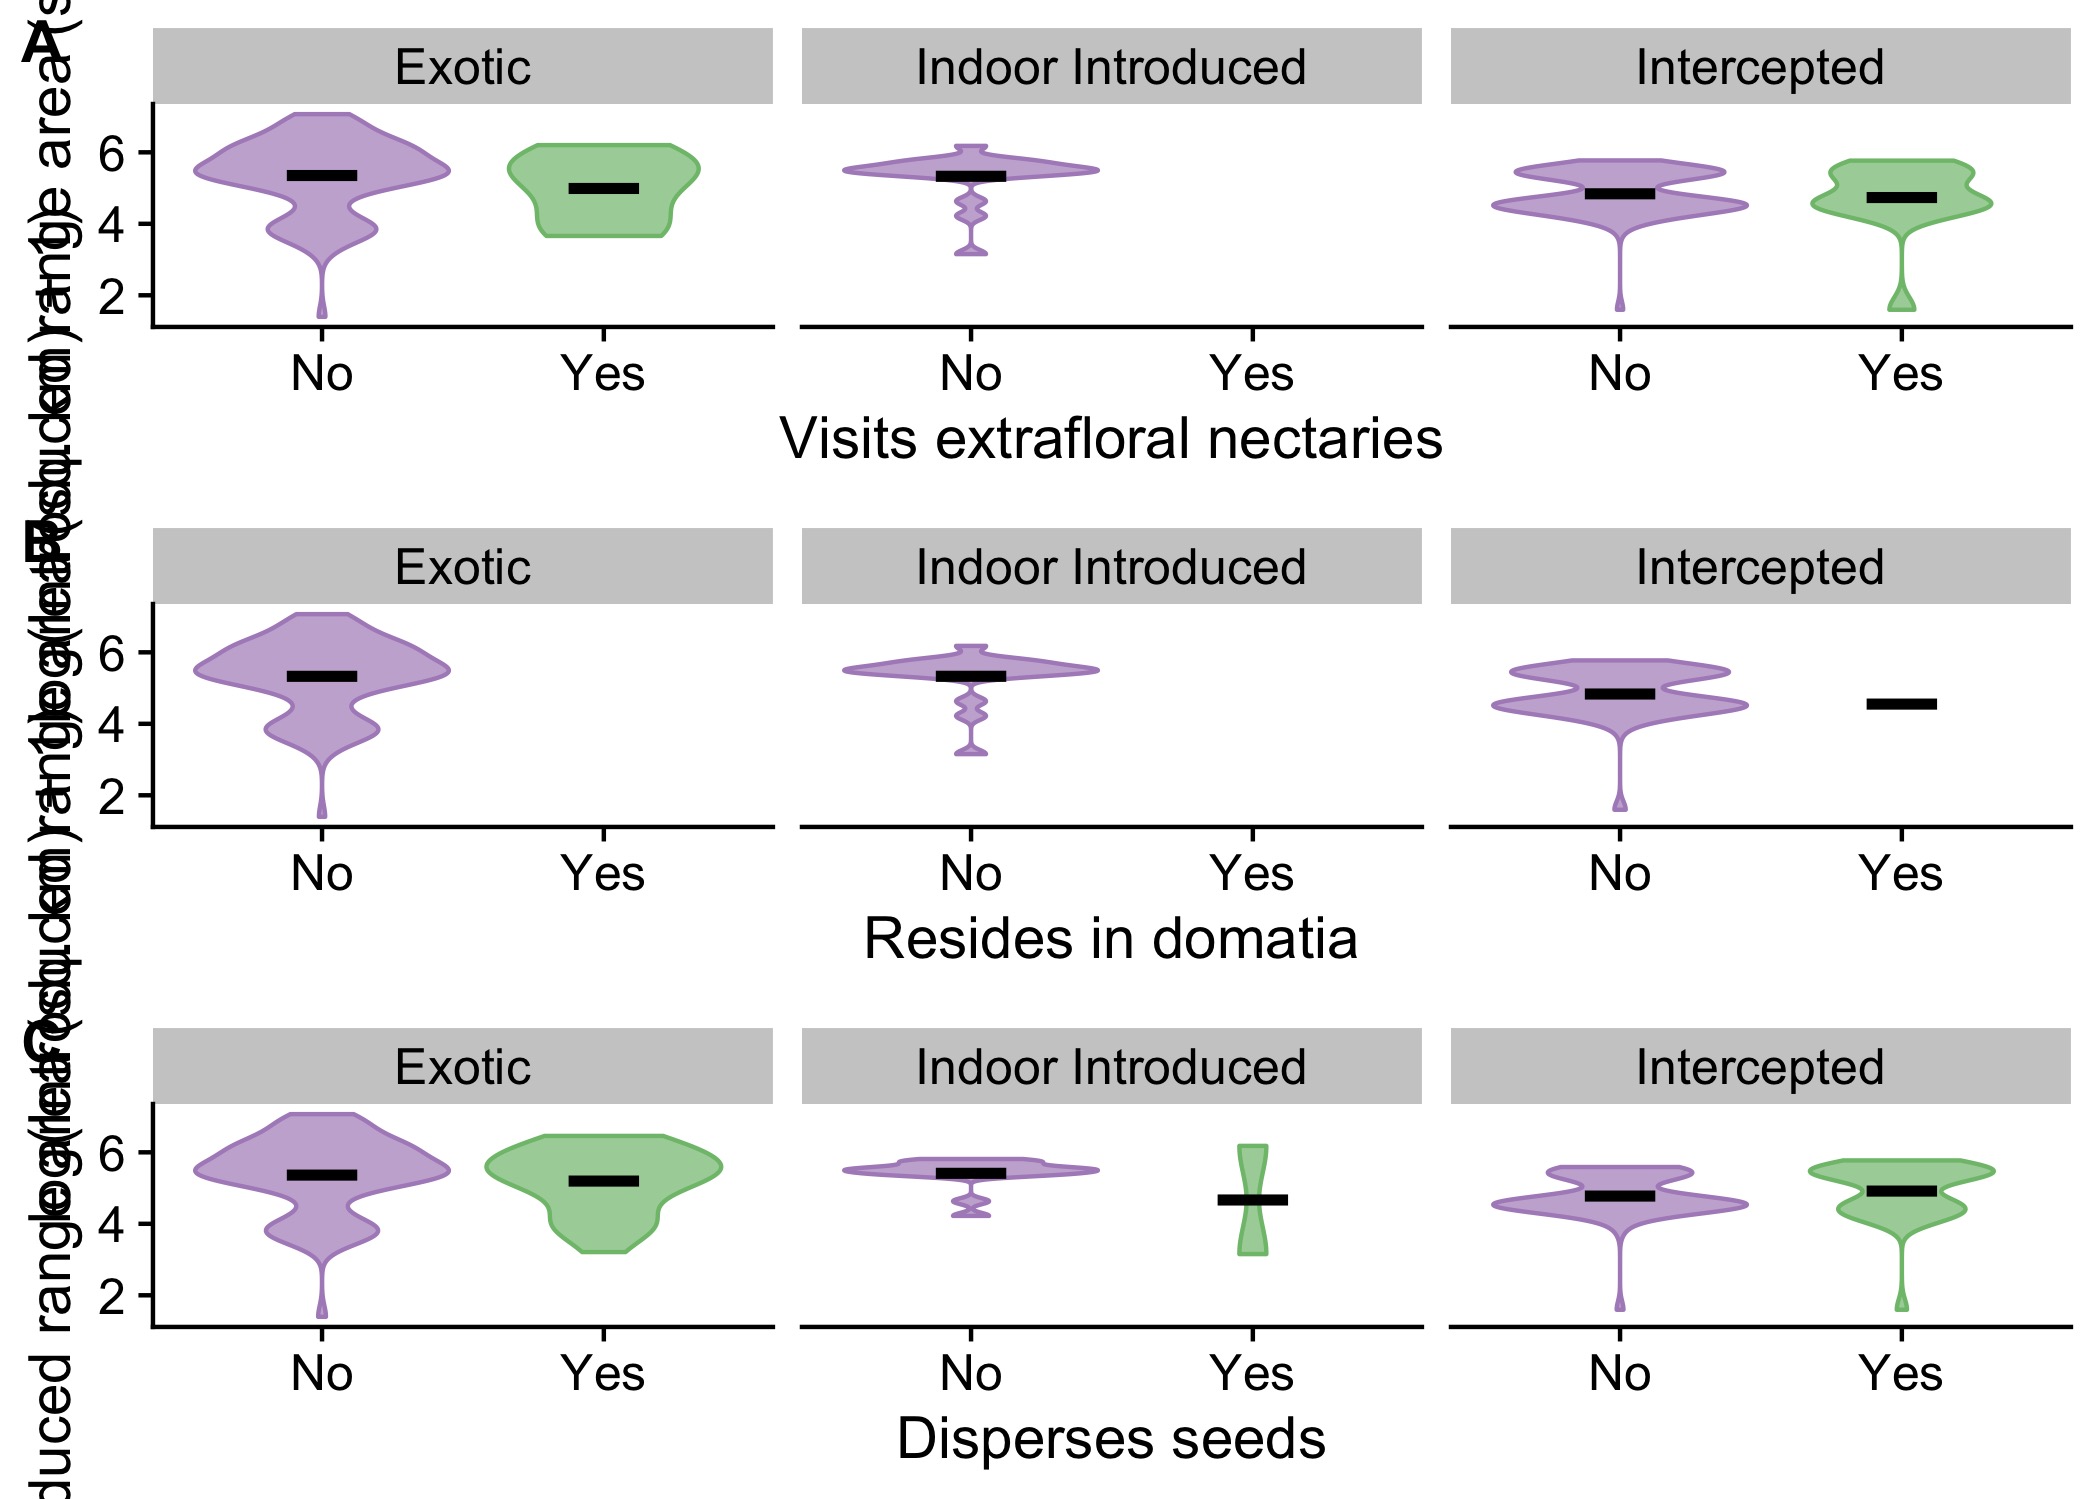 A
Exotic
Indoor Introduced
Intercepted
6
4
2
No
Yes
No
Yes
No
Yes
Visits extrafloral nectaries
B
Exotic
Indoor Introduced
Intercepted
6
4
2
No
Yes
No
Yes
No
Yes
Resides in domatia
C
Exotic
Indoor Introduced
Intercepted
6
4
2
No
Yes
No
Yes
No
Yes
Disperses seeds
range area